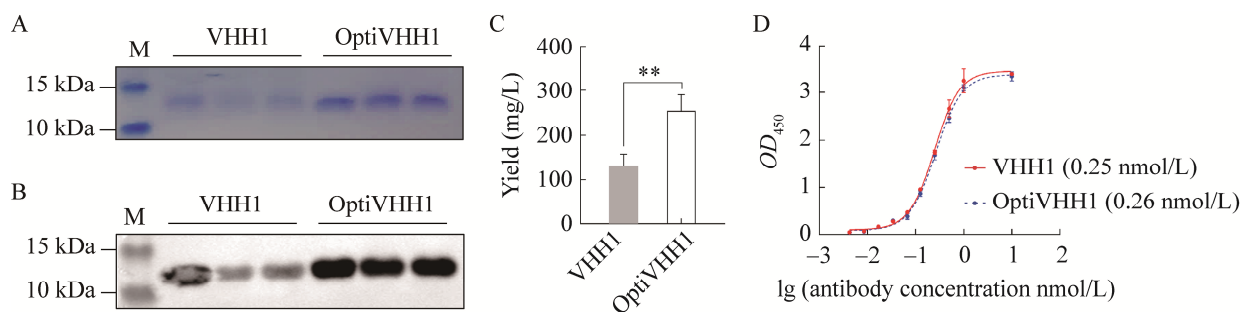 A
M
VHH1
OptiVHH1
15 kDa
10 kDa
B
M
VHH1
OptiVHH1
15 kDa
10 kDa
C
400
300
200
100
0
Yield (mg/L)
**
VHH1
OptiVHH1
D
4
3
2
1
0
OD450
VHH1 (0.25 nmol/L)
OptiVHH1 (0.26 nmol/L)
−3 −2 −1 0 1 2
lg (antibody concentration nmol/L)